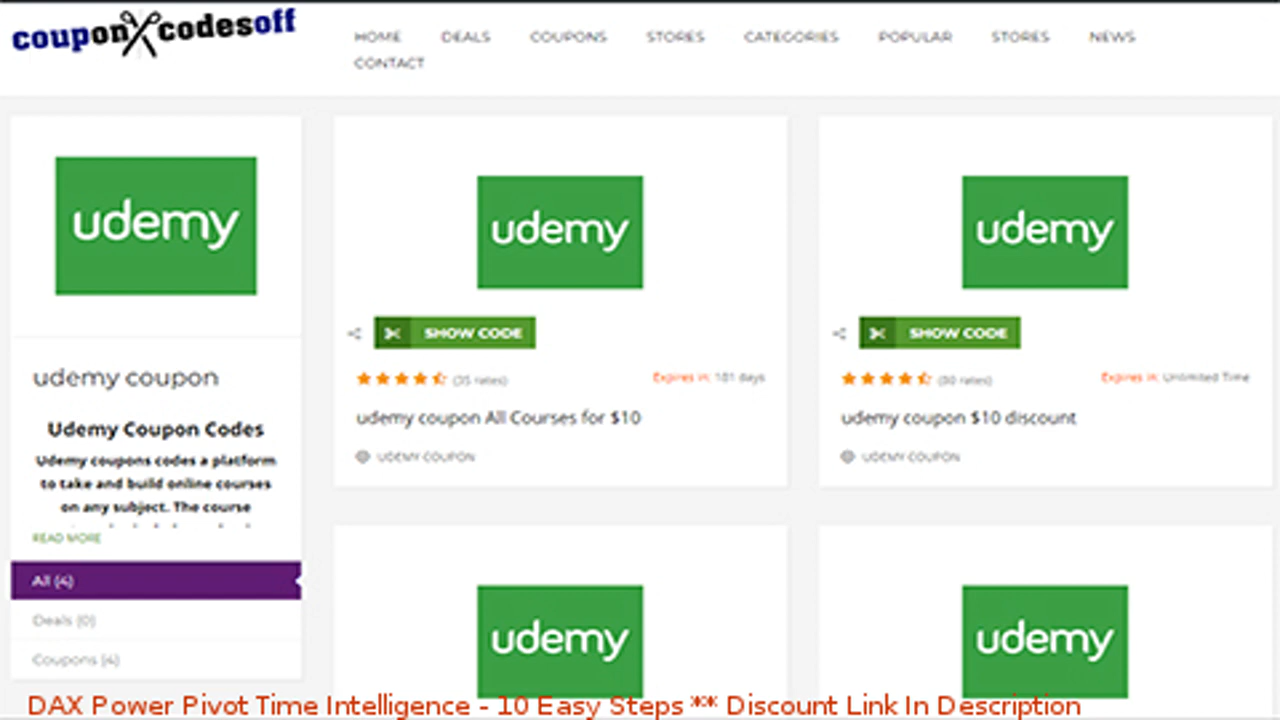 couponcodesoff
HOME DEALS COUPONS STORES CATEGORIES POPULAR STORES NEWS
CONTACT
udemy
udemy coupon
Udemy Coupon Codes
Udemy coupons codes a platform
to take and build online courses
on any subject. The course
READ MORE
All (4)
Deals (0)
Coupons (4)
udemy
SHOW CODE
(35 rates) Expires in: 181 days
udemy coupon All Courses for $10
UDEMY COUPON
udemy
SHOW CODE
(80 rates) Expires in: Unlimited Time
udemy coupon $10 discount
UDEMY COUPON
udemy
udemy
DAX Power Pivot Time Intelligence - 10 Easy Steps ** Discount Link In Description